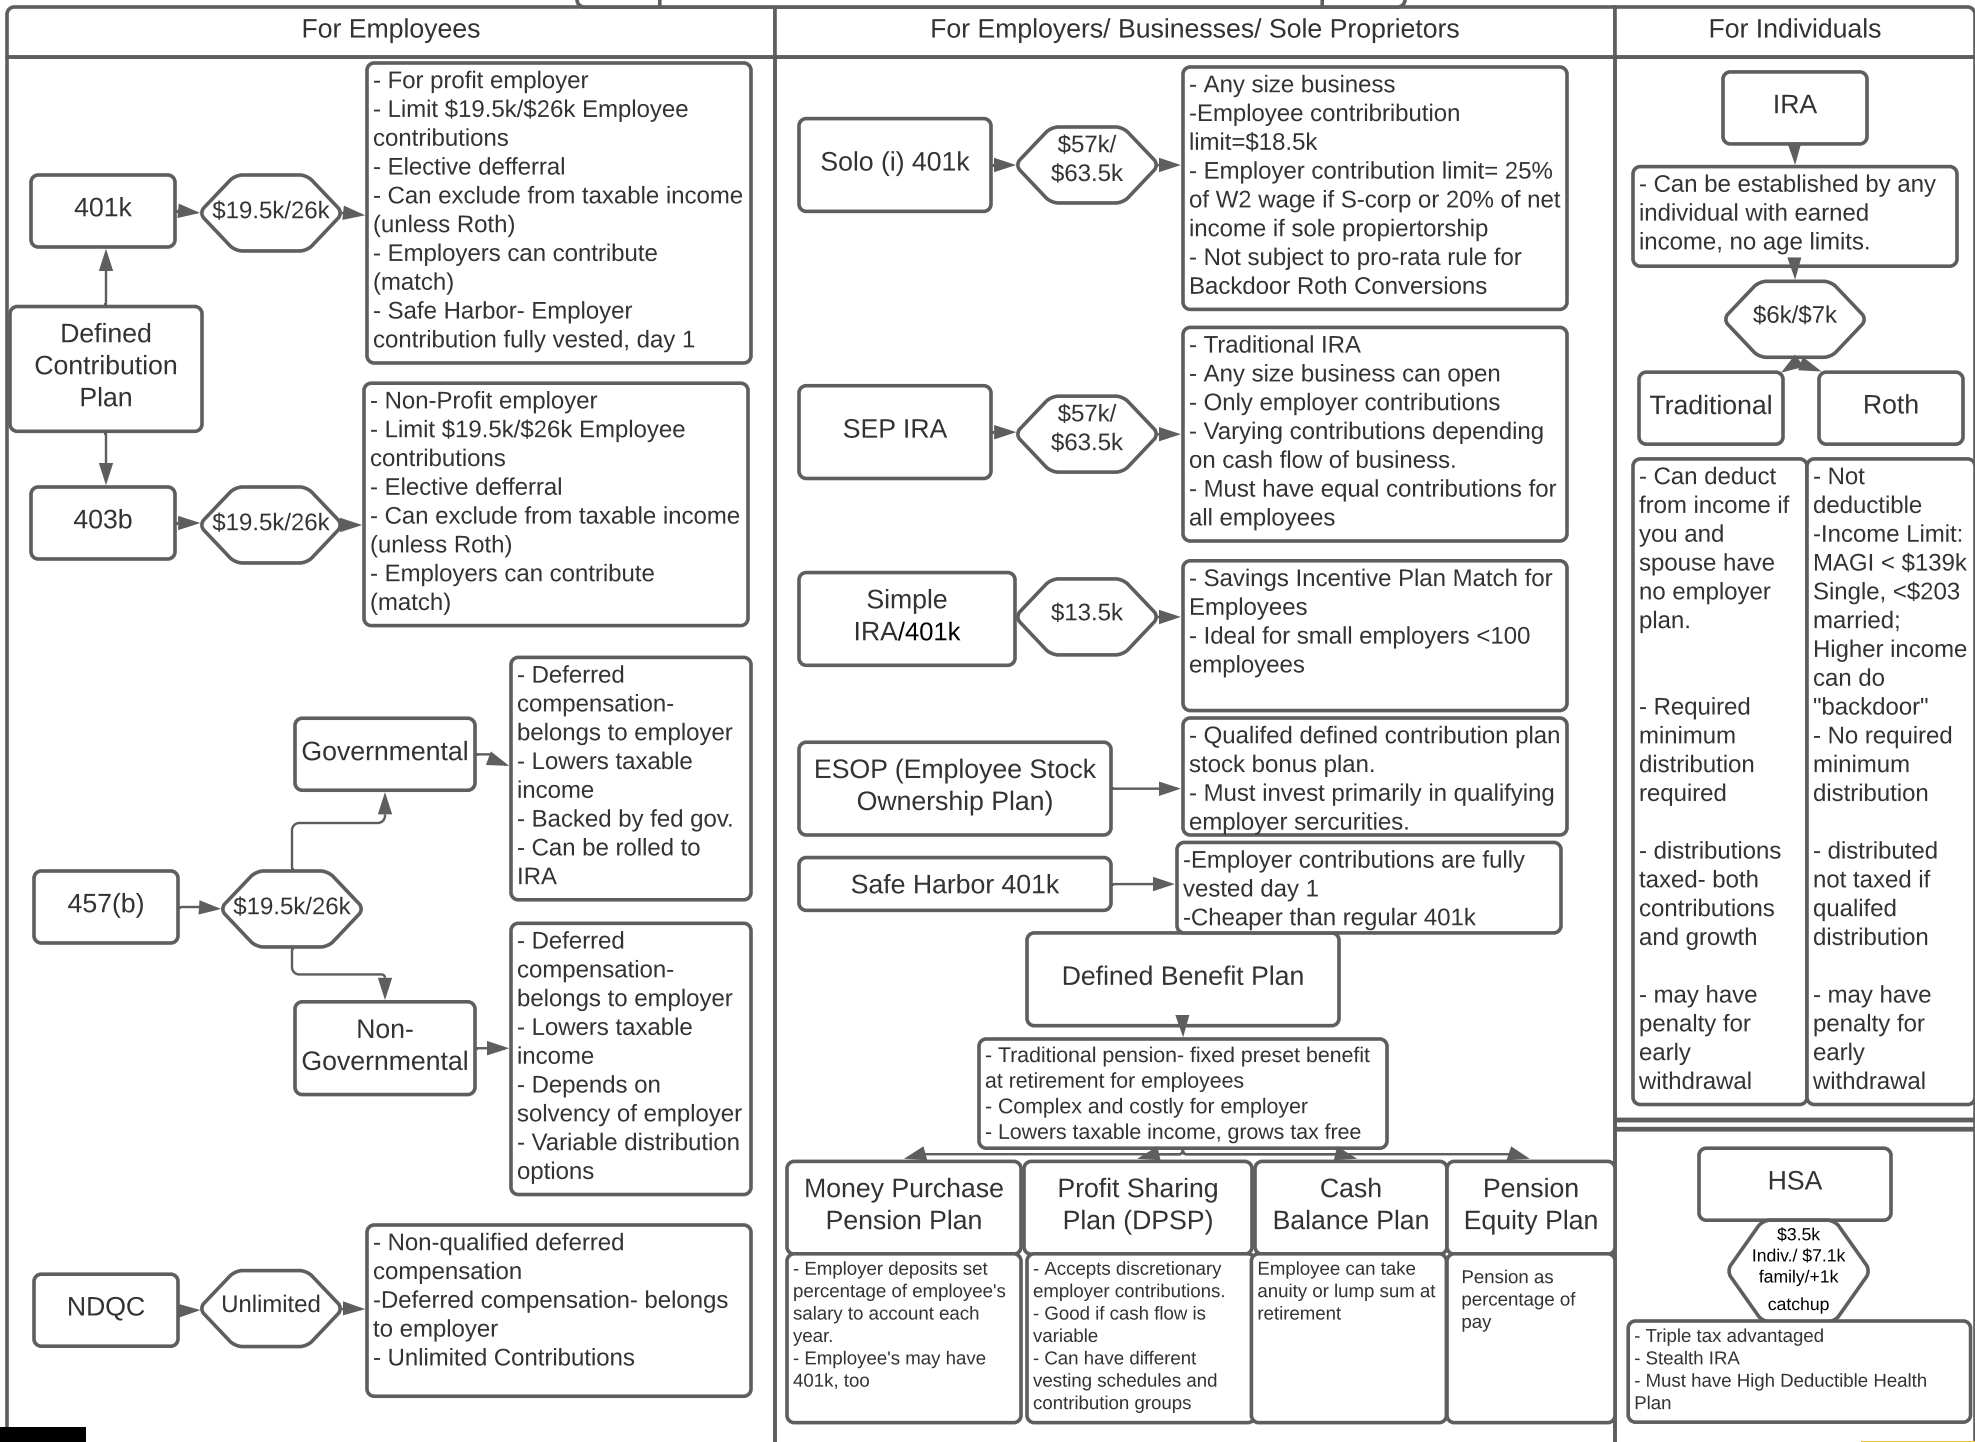 For Employees
For Employers/ Businesses/ Sole Proprietors
For Individuals
401k
$19.5k/26k
- For profit employer
- Limit $19.5k/$26k Employee
contributions
- Elective defferral
- Can exclude from taxable income
(unless Roth)
- Employers can contribute
(match)
- Safe Harbor- Employer
contribution fully vested, day 1
Defined
Contribution
Plan
403b
$19.5k/26k
- Non-Profit employer
- Limit $19.5k/$26k Employee
contributions
- Elective defferral
- Can exclude from taxable income
(unless Roth)
- Employers can contribute
(match)
457(b)
$19.5k/26k
Governmental
- Deferred
compensation-
belongs to employer
- Lowers taxable
income
- Backed by fed gov.
- Can be rolled to
IRA
Non-
Governmental
- Deferred
compensation-
belongs to employer
- Lowers taxable
income
- Depends on
solvency of employer
- Variable distribution
options
NDQC
Unlimited
- Non-qualified deferred
compensation
-Deferred compensation- belongs
to employer
- Unlimited Contributions
Solo (i) 401k
$57k/
$63.5k
- Any size business
-Employee contribribution
limit=$18.5k
- Employer contribution limit= 25%
of W2 wage if S-corp or 20% of net
income if sole propiertorship
- Not subject to pro-rata rule for
Backdoor Roth Conversions
SEP IRA
$57k/
$63.5k
- Traditional IRA
- Any size business can open
- Only employer contributions
- Varying contributions depending
on cash flow of business.
- Must have equal contributions for
all employees
Simple
IRA/401k
$13.5k
- Savings Incentive Plan Match for
Employees
- Ideal for small employers <100
employees
ESOP (Employee Stock
Ownership Plan)
- Qualifed defined contribution plan
stock bonus plan.
- Must invest primarily in qualifying
employer sercurities.
Safe Harbor 401k
-Employer contributions are fully
vested day 1
-Cheaper than regular 401k
Defined Benefit Plan
- Traditional pension- fixed preset benefit
at retirement for employees
- Complex and costly for employer
- Lowers taxable income, grows tax free
Money Purchase
Pension Plan
- Employer deposits set
percentage of employee's
salary to account each
year.
- Employee's may have
401k, too
Profit Sharing
Plan (DPSP)
- Accepts discretionary
employer contributions.
- Good if cash flow is
variable
- Can have different
vesting schedules and
contribution groups
Cash
Balance Plan
Employee can take
anuity or lump sum at
retirement
Pension
Equity Plan
Pension as
percentage of
pay
IRA
- Can be established by any
individual with earned
income, no age limits.
$6k/$7k
Traditional
- Can deduct
from income if
you and
spouse have
no employer
plan.
- Required
minimum
distribution
required
- distributions
taxed- both
contributions
and growth
- may have
penalty for
early
withdrawal
Roth
- Not
deductible
-Income Limit:
MAGI < $139k
Single, <$203
married;
Higher income
can do
"backdoor"
- No required
minimum
distribution
- distributed
not taxed if
qualifed
distribution
- may have
penalty for
early
withdrawal
HSA
$3.5k
Indiv./ $7.1k
family/+1k
catchup
- Triple tax advantaged
- Stealth IRA
- Must have High Deductible Health
Plan